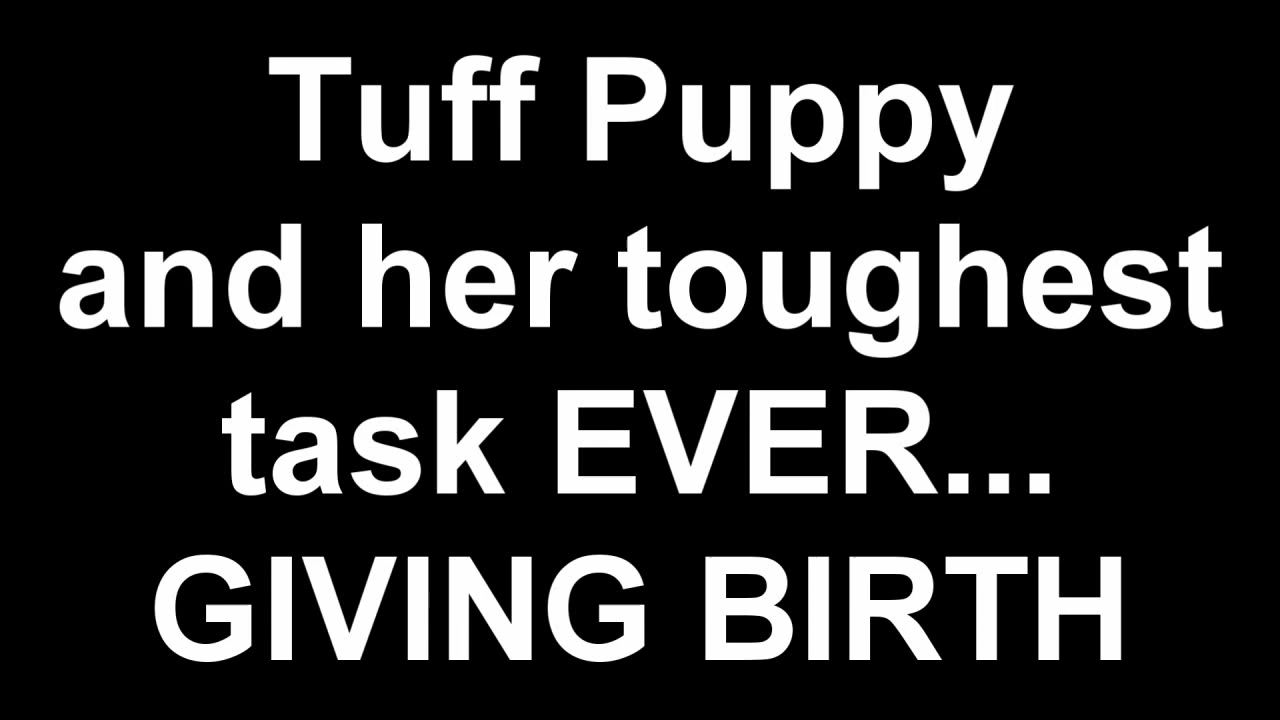 Tuff Puppy
and her toughest
task EVER...
GIVING BIRTH